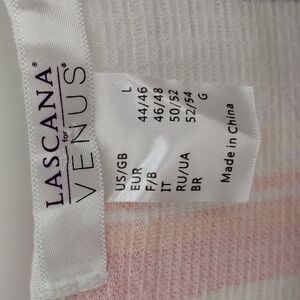 LASCANA®
for
VENUS®
US/GB L
EUR 44/46
F/B 46/48
IT 50/52
RU/UA 52/54
BR G
Made in China